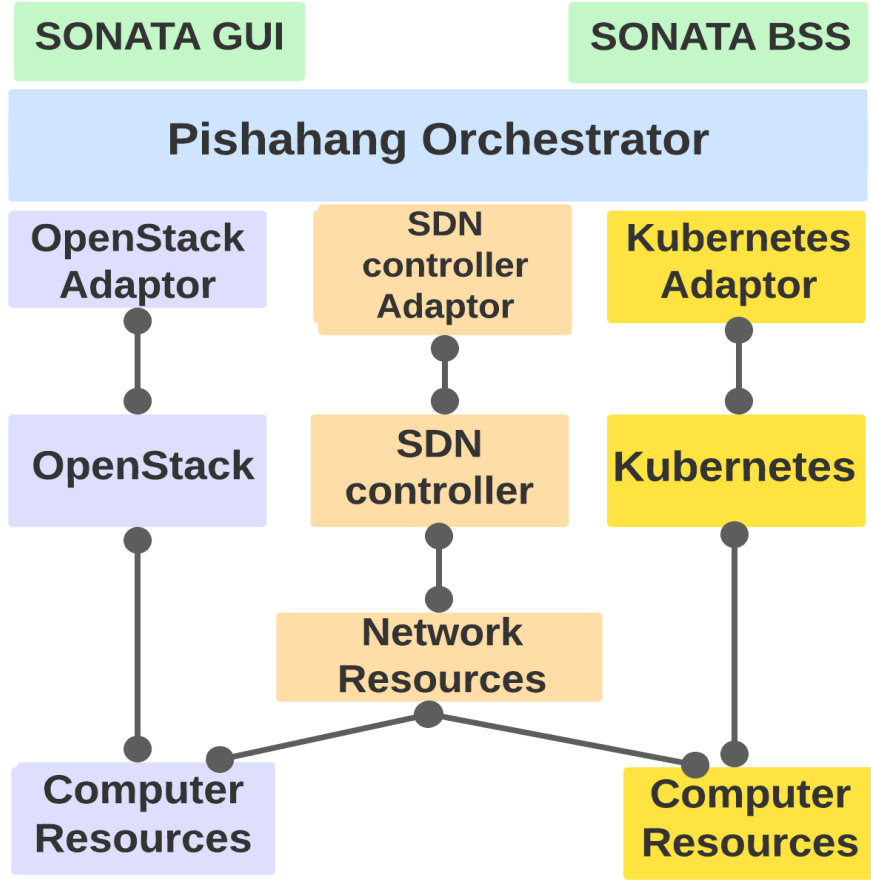 SONATA GUI
SONATA BSS
Pishahang Orchestrator
OpenStack
Adaptor
SDN
controller
Adaptor
Kubernetes
Adaptor
OpenStack
SDN
controller
Kubernetes
Network
Resources
Computer
Resources
Computer
Resources